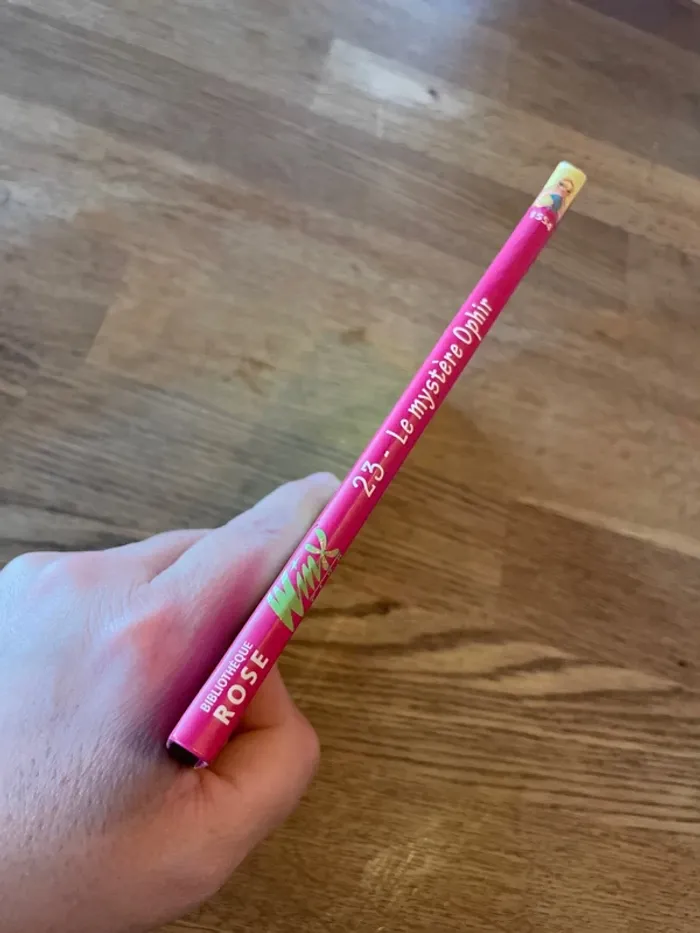 BIBLIOTHÈQUE
ROSE
Winx
23 - Le mystère Ophir